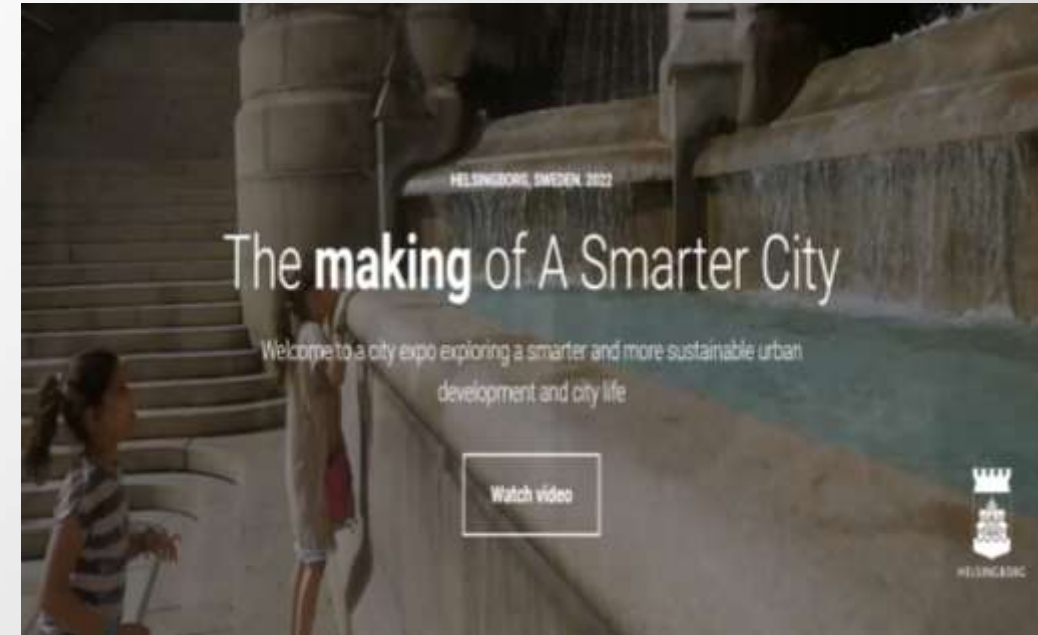 HELSINGBORG, SWEDEN. 2022
The making of A Smarter City
Welcome to a city expo exploring a smarter and more sustainable urban
development and city life
Watch video
HELSINGBORG